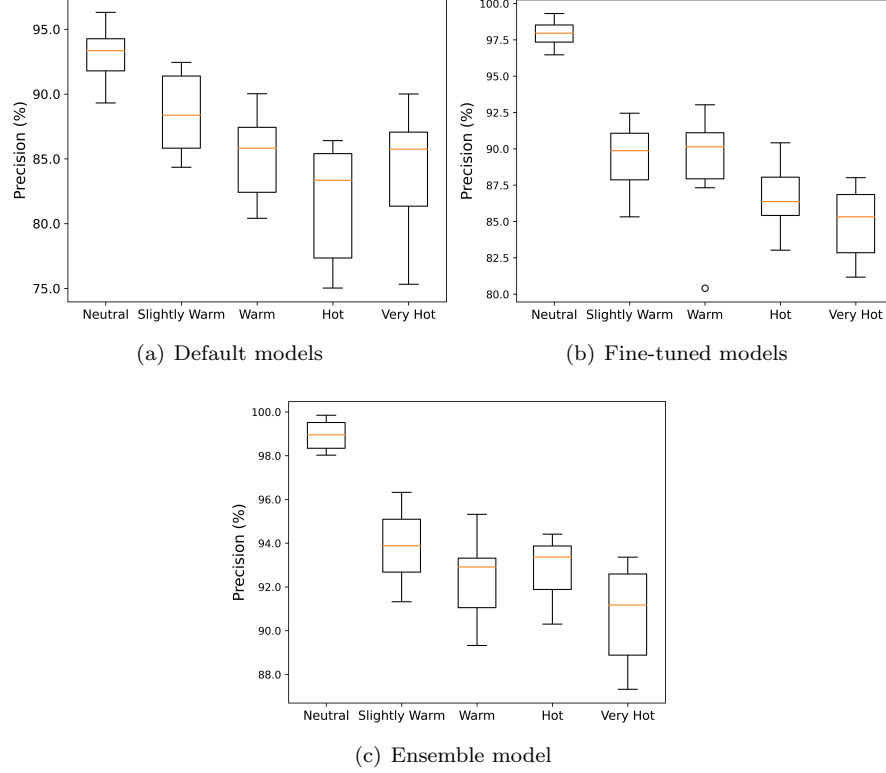 95.0
90.0
85.0
80.0
75.0
Precision (%)
Neutral Slightly Warm Warm Hot Very Hot
(a) Default models
100.0
97.5
95.0
92.5
90.0
87.5
85.0
82.5
80.0
Precision (%)
Neutral Slightly Warm Warm Hot Very Hot
(b) Fine-tuned models
100.0
98.0
96.0
94.0
92.0
90.0
88.0
Precision (%)
Neutral Slightly Warm Warm Hot Very Hot
(c) Ensemble model